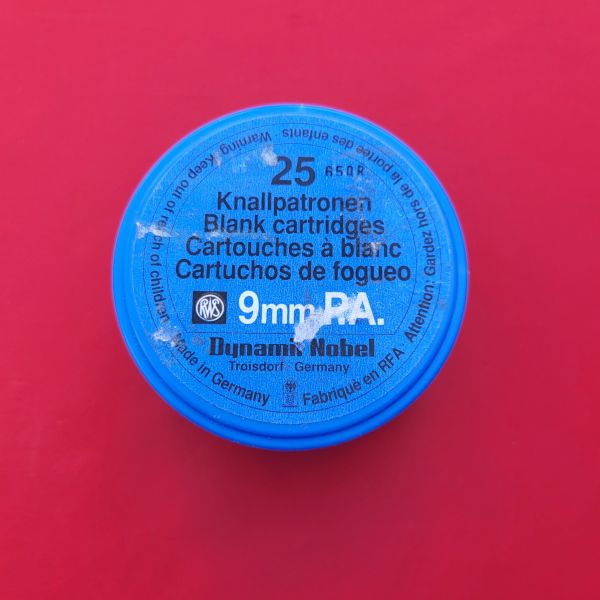 25 650R
Knallpatronen
Blank cartridges
Cartouches à blanc
Cartuchos de fogueo
RWS 9mm P.A.
Dynamit Nobel
Troisdorf - Germany
Made in Germany
Warning: Keep out of reach of children
Fabriqué en RFA
Attention: Gardez hors de la portée des enfants